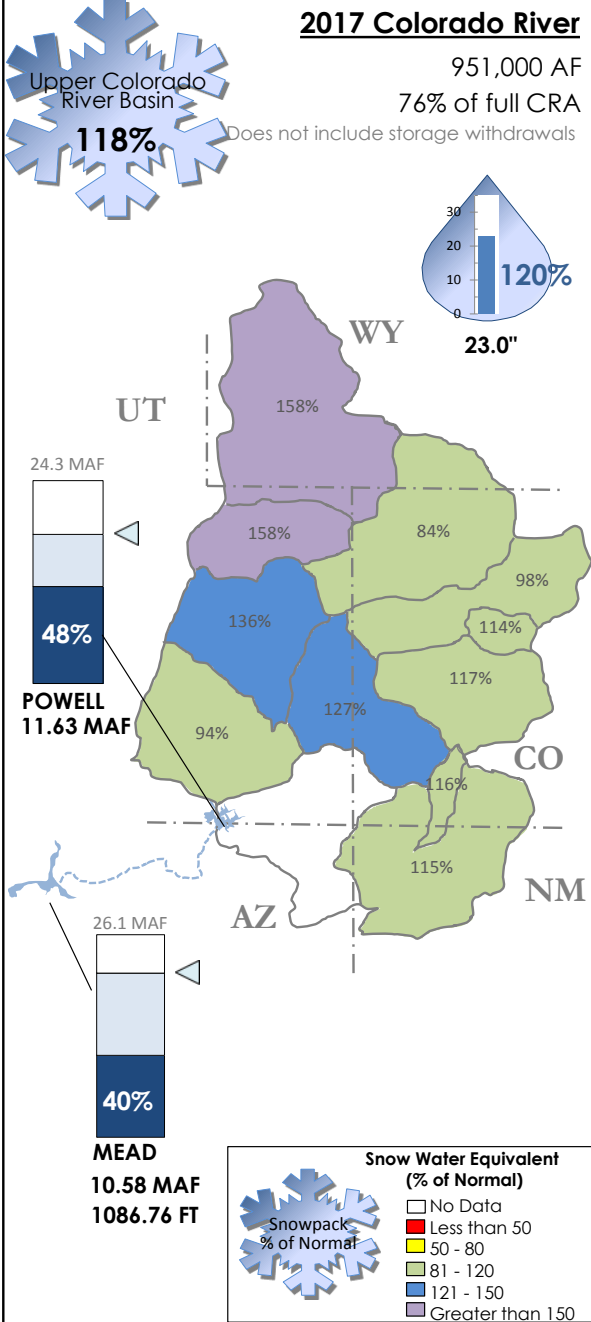 2017 Colorado River
951,000 AF
76% of full CRA
Does not include storage withdrawals
Upper Colorado
River Basin
118%
30
20
10
0
120%
23.0"
WY
UT
158%
24.3 MAF
158%
84%
98%
136%
114%
48%
117%
127%
POWELL
11.63 MAF
94%
CO
116%
115%
NM
AZ
26.1 MAF
40%
MEAD
10.58 MAF
1086.76 FT
Snow Water Equivalent
(% of Normal)
Snowpack
% of Normal
No Data
Less than 50
50 - 80
81 - 120
121 - 150
Greater than 150